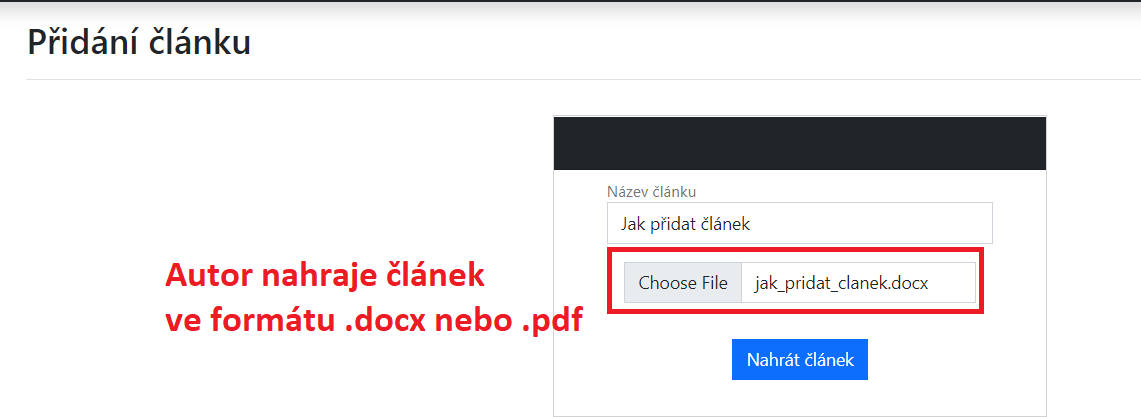 Přidání článku
Název článku
Jak přidat článek
Autor nahraje článek
ve formátu .docx nebo .pdf
Choose File jak_pridat_clanek.docx
Nahrát článek